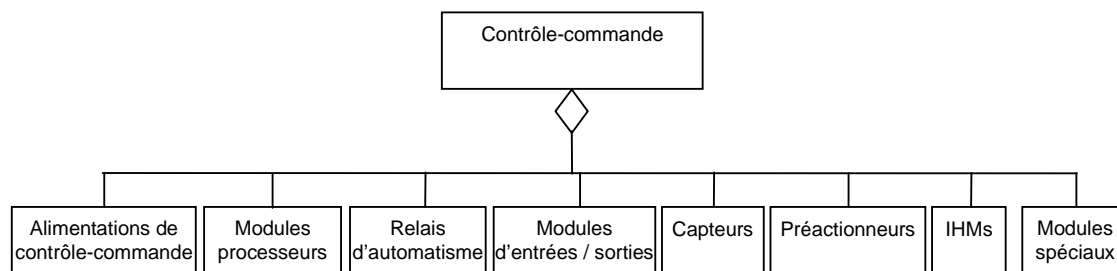 Contrôle-commande
Alimentations de
contrôle-commande
Modules
processeurs
Relais
d'automatisme
Modules
d'entrées / sorties
Capteurs
Préactionneurs
IHMs
Modules
spéciaux